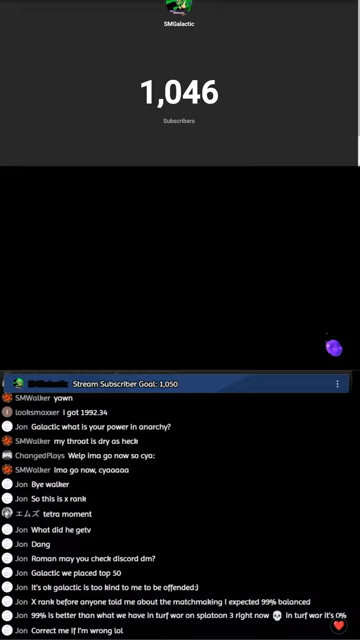 SMGalactic
1,046
Subscribers
Stream Subscriber Goal: 1,050
SMWalker yawn
looksmaxxer I got 1992.34
Jon Galactic what is your power in anarchy?
SMWalker my throat is dry as heck
ChangedPlays Welp ima go now so cya:
SMWalker Ima go now, cyaaaaa
Jon Bye walker
Jon So this is x rank
エムズ tetra moment
Jon What did he getv
Jon Dang
Jon Roman may you check discord dm?
Jon Galactic we placed top 50
Jon It's ok galactic is too kind to me to be offended:)
Jon X rank before anyone told me about the matchmaking I expected 99% balanced
Jon 99% is better than what we have in turf war on splatoon 3 right now 💀 In turf war it's 0%
Jon Correct me if I'm wrong lol